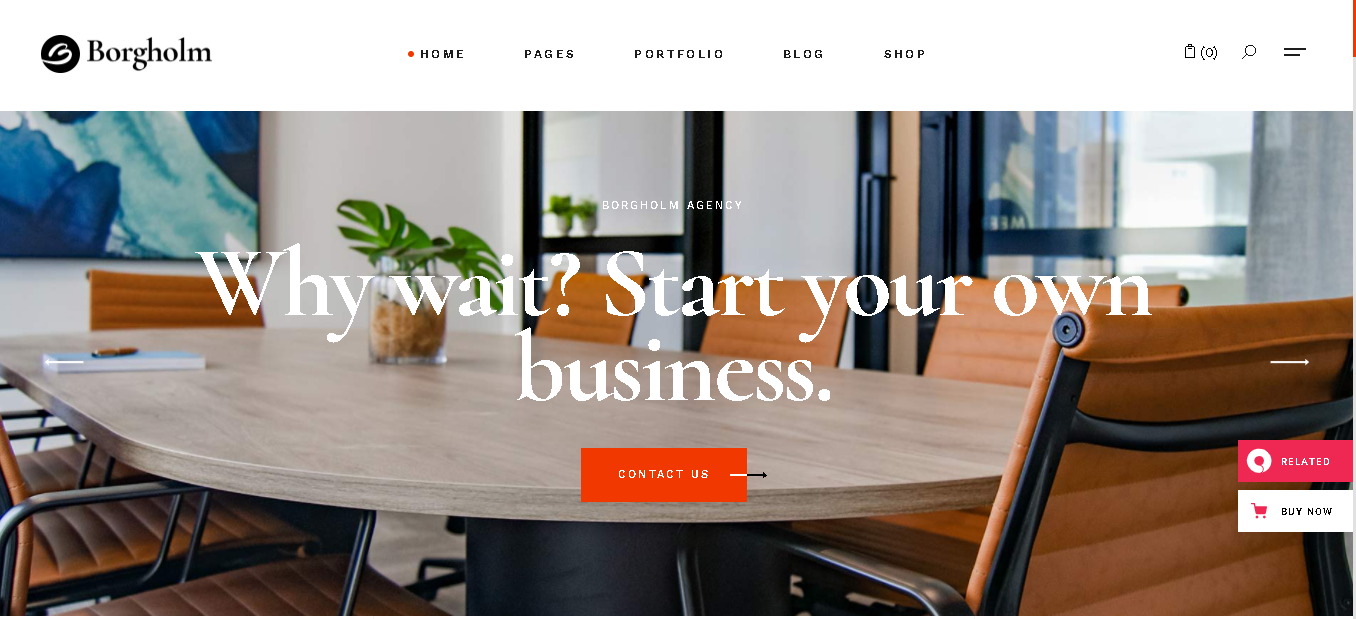 Borgholm
HOME PAGES PORTFOLIO BLOG SHOP
(0)
BORGHOLM AGENCY
Why wait? Start your own
business.
CONTACT US
RELATED
BUY NOW